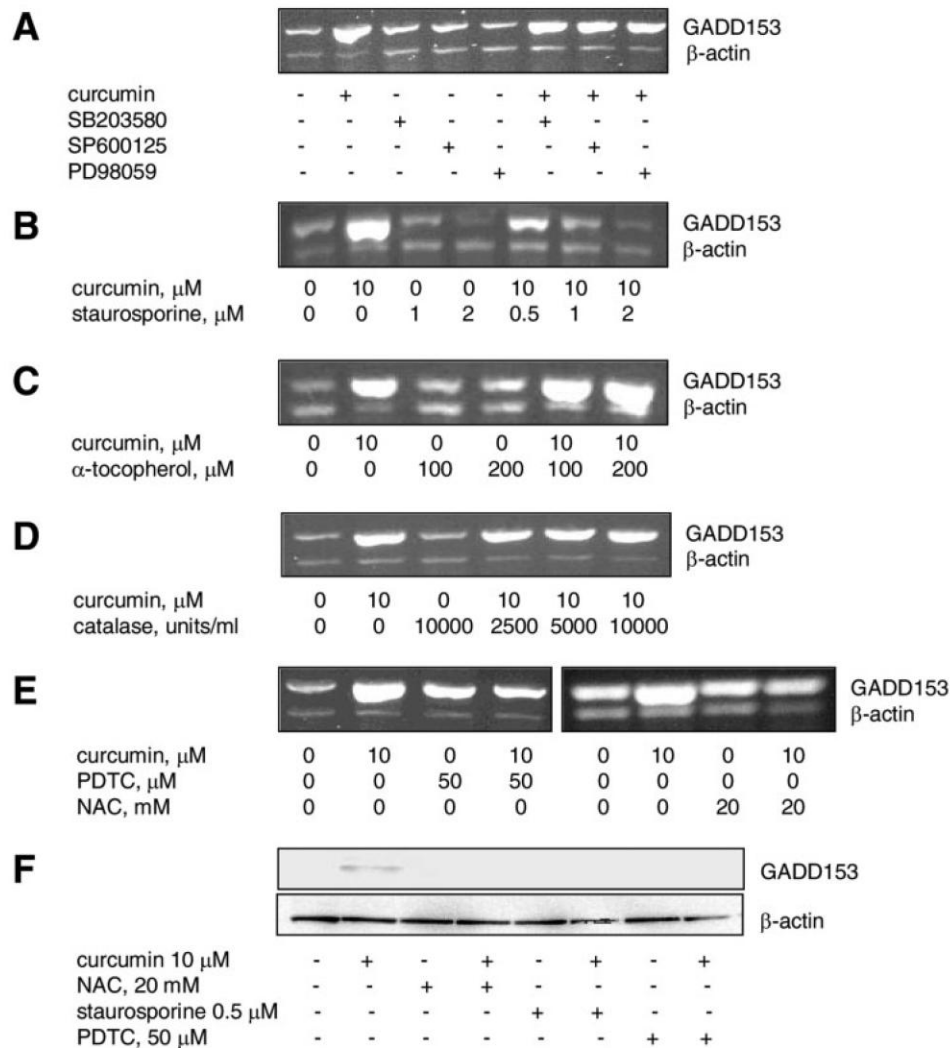 A
GADD153
β-actin
curcumin - + - - - + + +
SB203580 - - + - - + - -
SP600125 - - - + - - + -
PD98059 - - - - + - - +
B
GADD153
β-actin
curcumin, μM 0 10 0 0 10 10 10
staurosporine, μM 0 0 1 2 0.5 1 2
C
GADD153
β-actin
curcumin, μM 0 10 0 0 10 10
α-tocopherol, μM 0 0 100 200 100 200
D
GADD153
β-actin
curcumin, μM 0 10 0 10 10 10
catalase, units/ml 0 0 10000 2500 5000 10000
E
GADD153
β-actin
curcumin, μM 0 10 0 10 0 10 0 10
PDTC, μM 0 0 50 50 0 0 0 0
NAC, mM 0 0 0 0 0 0 20 20
F
GADD153
β-actin
curcumin 10 μM - + - + - + - +
NAC, 20 mM - - + + - - - -
staurosporine 0.5 μM - - - - + + - -
PDTC, 50 μM - - - - - - + +